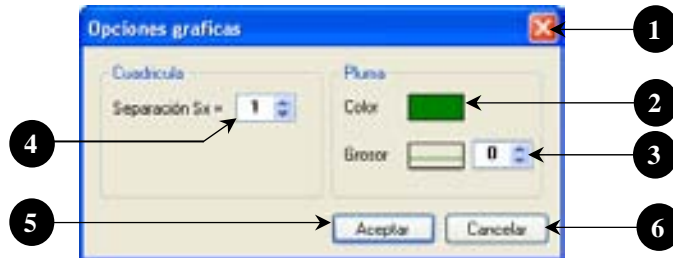 Opciones graficas
1
Cuadricula
Pluma
Separación Sx = 1
Color
2
4
Grosor
0
3
5
Aceptar
Cancelar
6